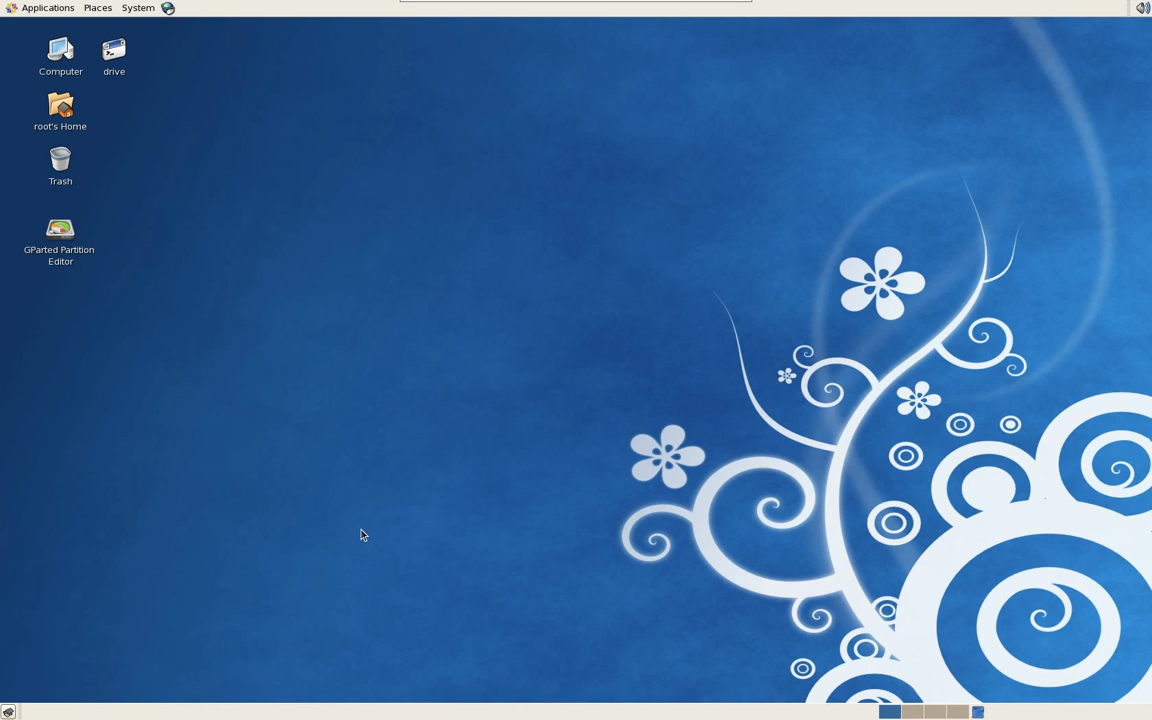 Applications Places System
Computer
drive
root's Home
Trash
GParted Partition
Editor